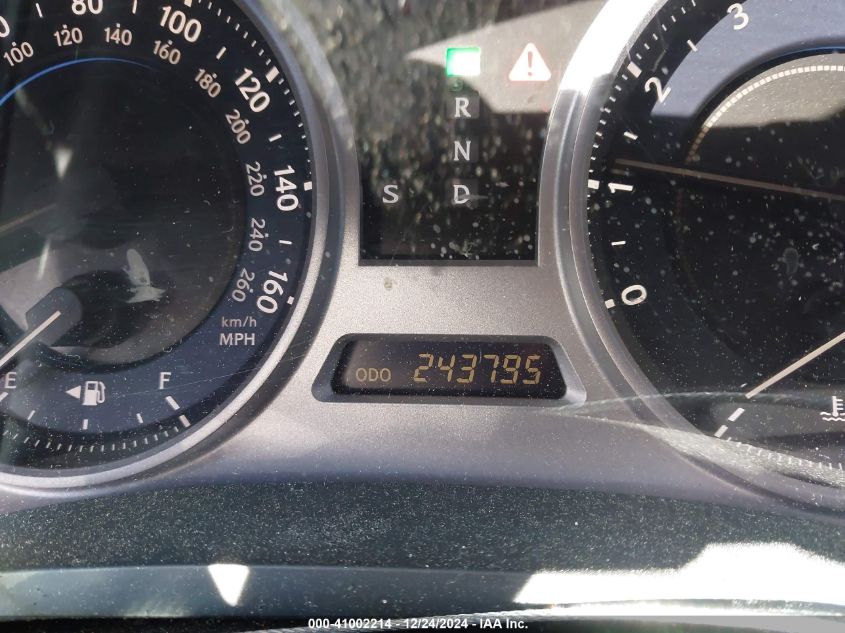 80 100 120 140 160
100 120 140 160 180 200 220 240 260
km/h
MPH
E F
R
N
S D
ODO 243795
0 1 2 3
000-41002214 - 12/24/2024 - IAA Inc.